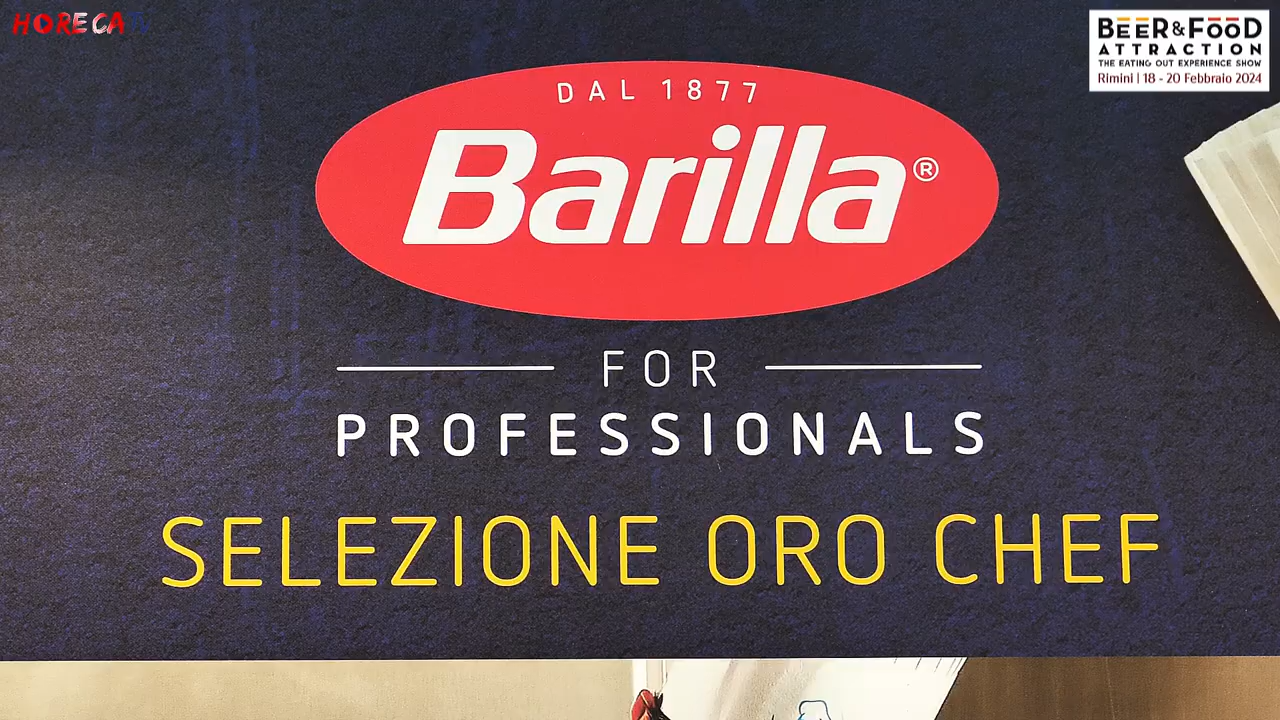 HORECA
BEER&FOOD
ATTRACTION
THE EATING OUT EXPERIENCE SHOW
Rimini | 18 - 20 Febbraio 2024
DAL 1877
Barilla®
FOR
PROFESSIONALS
SELEZIONE ORO CHEF